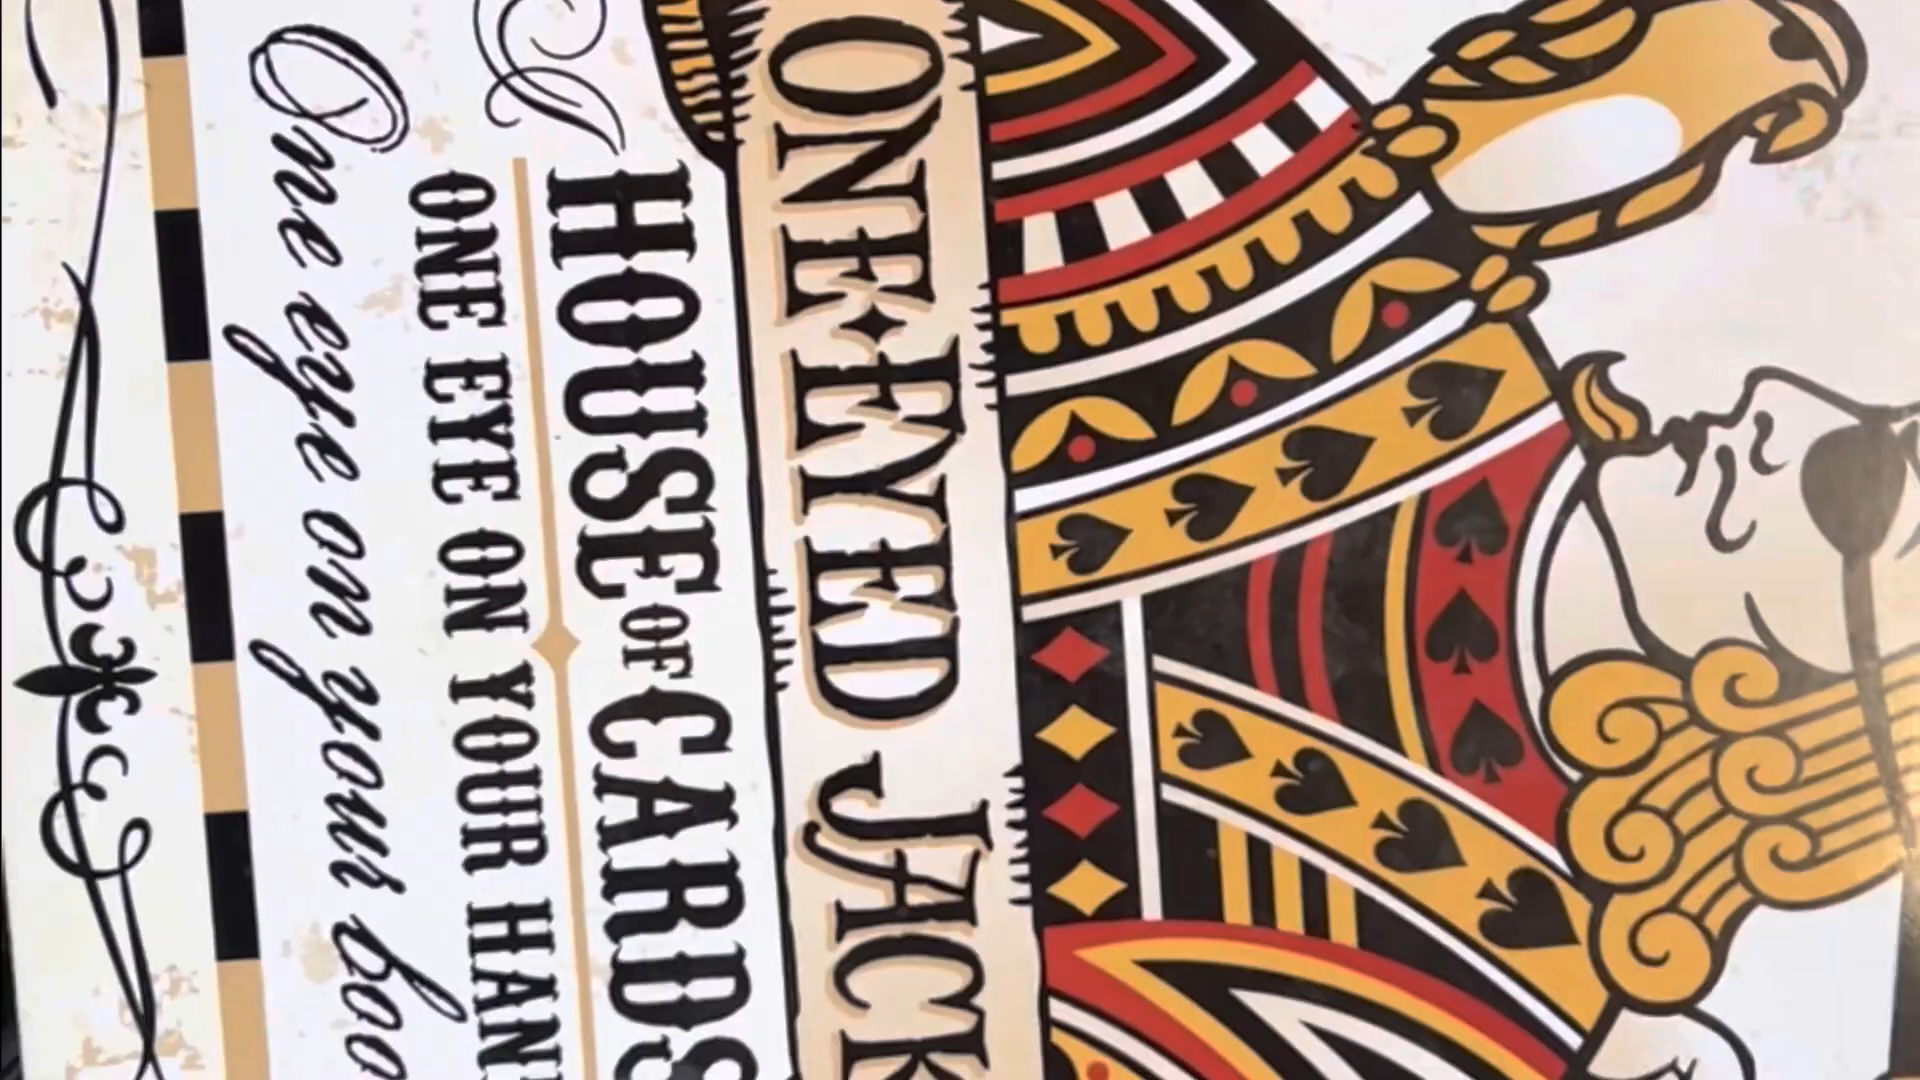 ONE-EYED JACK
HOUSE OF CARDS
ONE EYE ON YOUR HAN
One eye on your boo